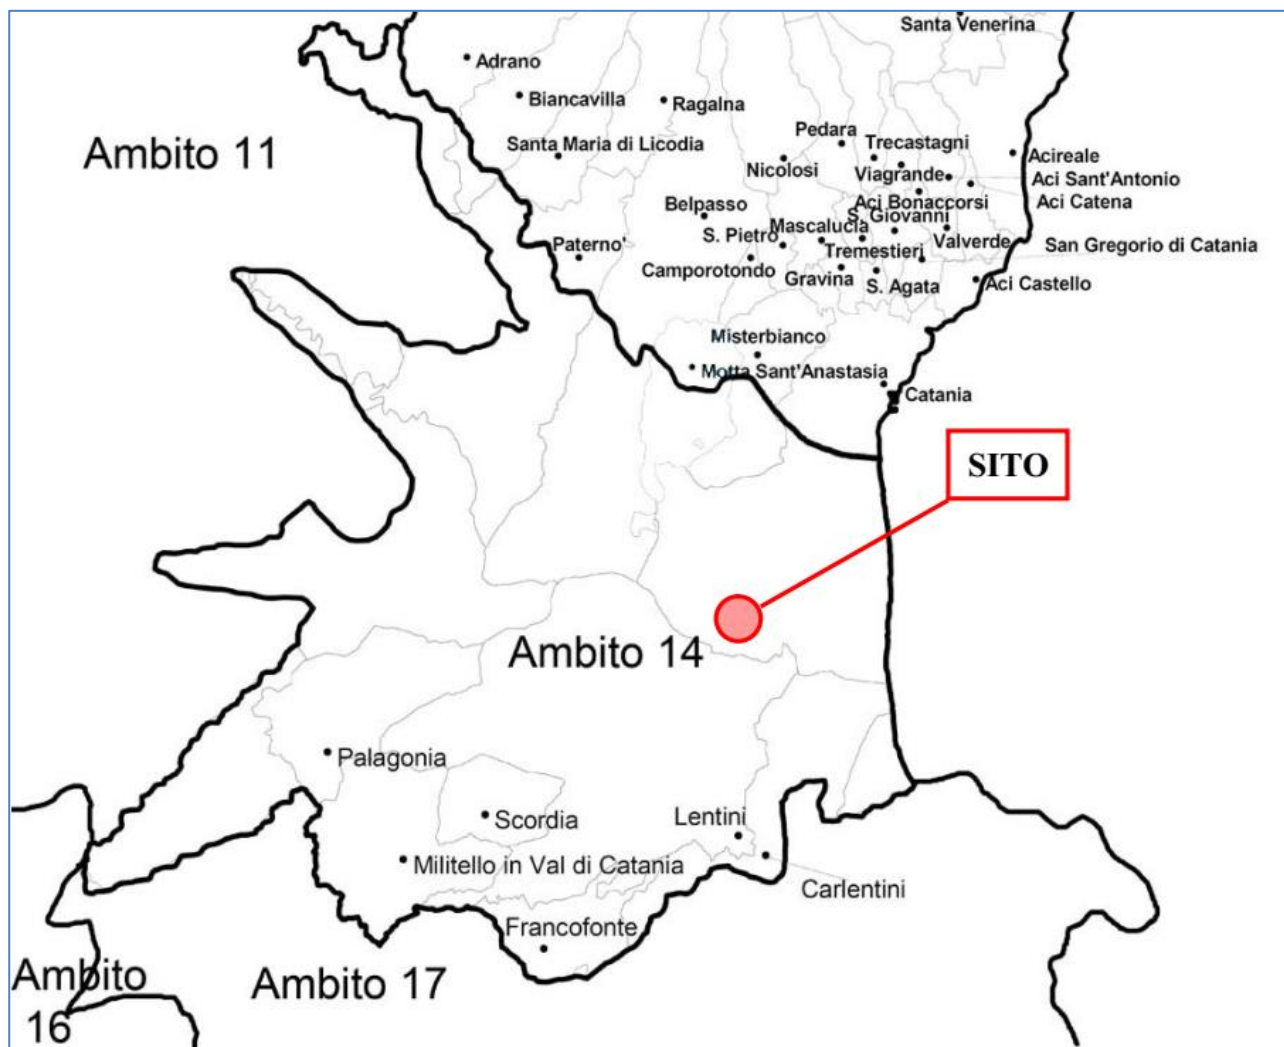 Santa Venerina
Adrano
Biancavilla
Ragalna
Ambito 11
Santa Maria di Licodia
Pedara
Trecastagni
Acireale
Nicolosi
Viagrande
Aci Sant'Antonio
Belpasso
Aci Bonaccorsi
Aci Catena
S. Giovanni
S. Pietro
Mascalucia
Valverde
San Gregorio di Catania
Paterno'
Tremestieri
Camporotondo
Gravina
S. Agata
Aci Castello
Misterbianco
Motta Sant'Anastasia
Catania
SITO
Ambito 14
Palagonia
Scordia
Lentini
Militello in Val di Catania
Carlentini
Francofonte
Ambito
16
Ambito 17